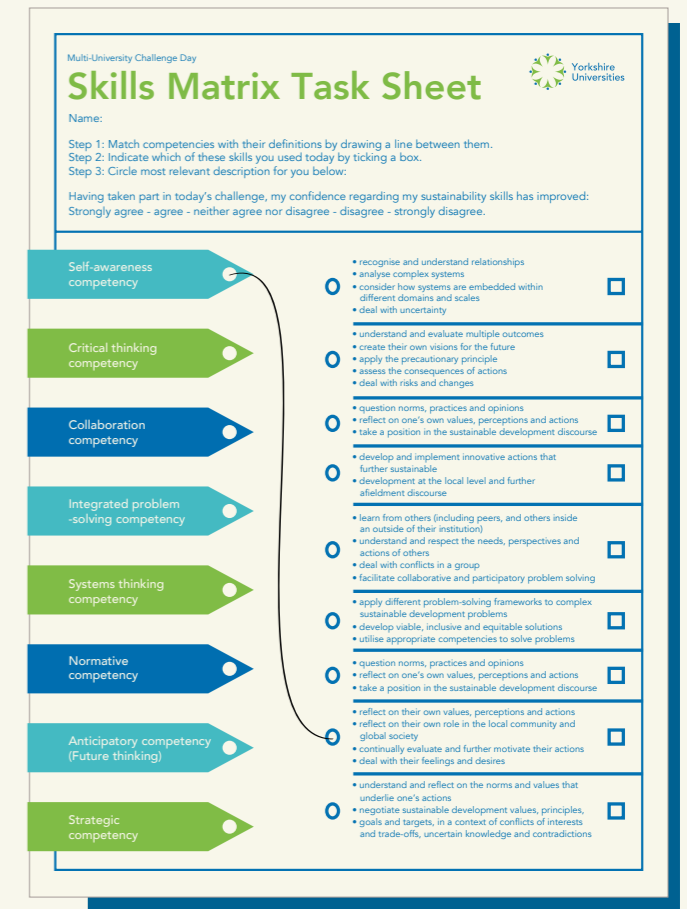 Multi-University Challenge Day
Skills Matrix Task Sheet
Yorkshire
Universities
Name:
Step 1: Match competencies with their definitions by drawing a line between them.
Step 2: Indicate which of these skills you used today by ticking a box.
Step 3: Circle most relevant description for you below:
Having taken part in today's challenge, my confidence regarding my sustainability skills has improved:
Strongly agree - agree - neither agree nor disagree - disagree - strongly disagree.
Self-awareness
competency
Critical thinking
competency
Collaboration
competency
Integrated problem
-solving competency
Systems thinking
competency
Normative
competency
Anticipatory competency
(Future thinking)
Strategic
competency
• recognise and understand relationships
• analyse complex systems
• consider how systems are embedded within
different domains and scales
• deal with uncertainty
• understand and evaluate multiple outcomes
• create their own visions for the future
• apply the precautionary principle
• assess the consequences of actions
• deal with risks and changes
• question norms, practices and opinions
• reflect on one's own values, perceptions and actions
• take a position in the sustainable development discourse
• develop and implement innovative actions that
further sustainable
• development at the local level and further
afieldment discourse
• learn from others (including peers, and others inside
an outside of their institution)
• understand and respect the needs, perspectives and
actions of others
• deal with conflicts in a group
• facilitate collaborative and participatory problem solving
• apply different problem-solving frameworks to complex
sustainable development problems
• develop viable, inclusive and equitable solutions
• utilise appropriate competencies to solve problems
• question norms, practices and opinions
• reflect on one's own values, perceptions and actions
• take a position in the sustainable development discourse
• reflect on their own values, perceptions and actions
• reflect on their own role in the local community and
global society
• continually evaluate and further motivate their actions
• deal with their feelings and desires
• understand and reflect on the norms and values that
underlie one's actions
• negotiate sustainable development values, principles,
• goals and targets, in a context of conflicts of interests
and trade-offs, uncertain knowledge and contradictions